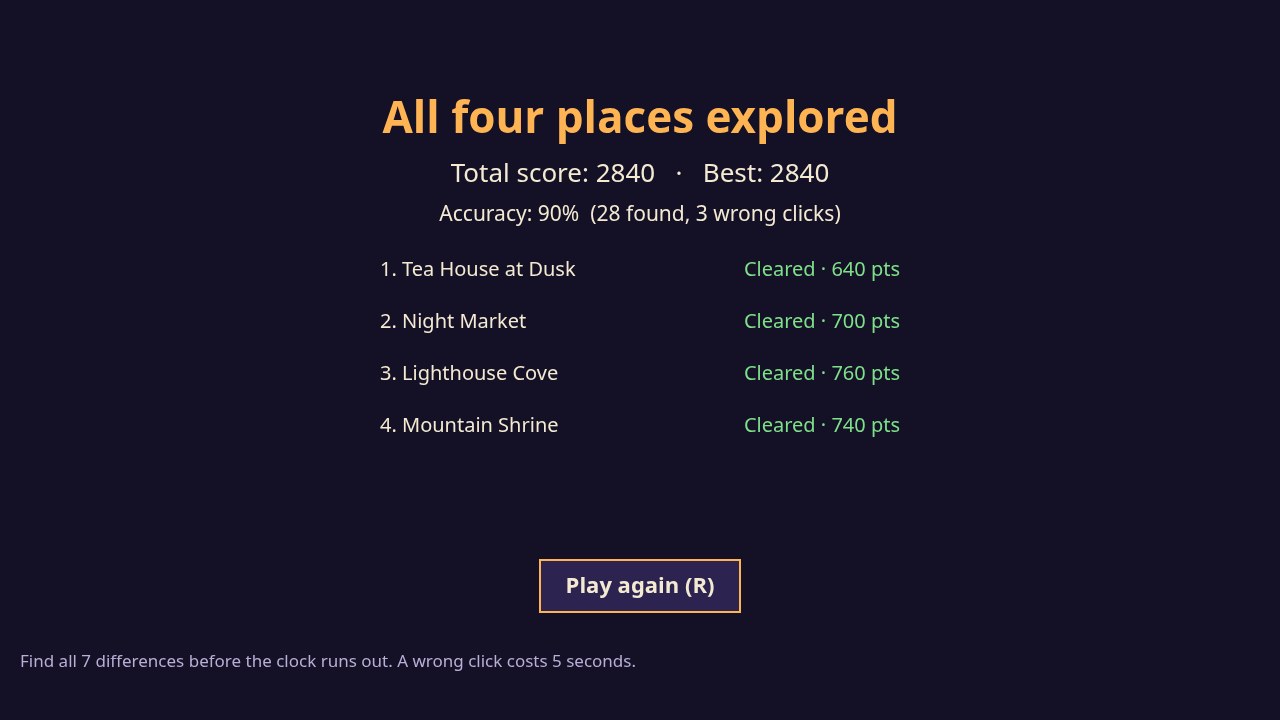 All four places explored
Total score: 2840 · Best: 2840
Accuracy: 90% (28 found, 3 wrong clicks)
1. Tea House at Dusk Cleared · 640 pts
2. Night Market Cleared · 700 pts
3. Lighthouse Cove Cleared · 760 pts
4. Mountain Shrine Cleared · 740 pts
Play again (R)
Find all 7 differences before the clock runs out. A wrong click costs 5 seconds.